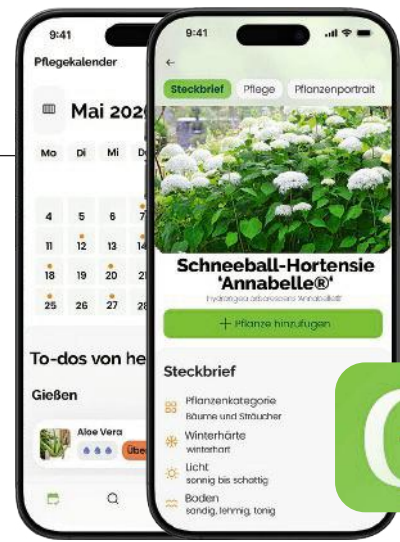 9:41
Pflegekalender
Mai 202
Mo Di Mi D
4 5 6 7
11 12 13 14
18 19 20 2
25 26 27 28
To-dos von he
Gießen
Aloe Vera
Übe
9:41
Steckbrief Pflege Pflanzenportrait
Schneeball-Hortensie
'Annabelle®'
Hydrangea arborescens 'Annabelle®'
+ Pflanze hinzufügen
Steckbrief
Pflanzenkategorie
Bäume und Sträucher
Winterhärte
winterhart
Licht
sonnig bis schattig
Boden
sandig, lehmig, tonig